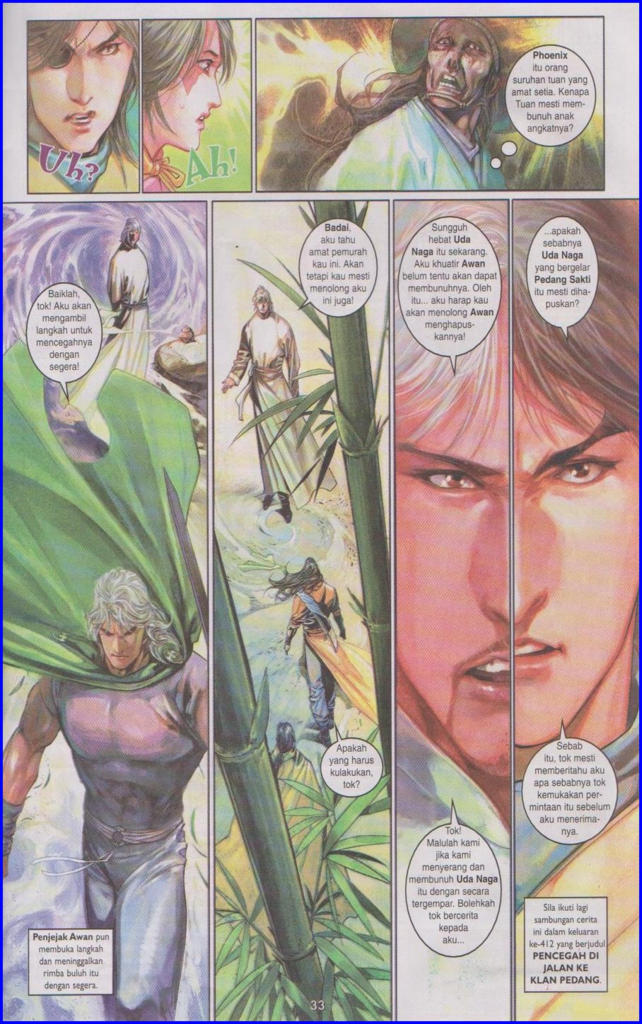 Uh?
Ah!
Phoenix
itu orang
suruhan tuan yang
amat setia. Kenapa
Tuan mesti mem-
bunuh anak
angkatnya?
Baiklah,
tok! Aku akan
mengambil
langkah untuk
mencegahnya
dengan
segera!
Penjejak Awan pun
membuka langkah
dan meninggalkan
rimba buluh itu
dengan segera.
Badai,
aku tahu
amat pemurah
kau ini. Akan
tetapi kau mesti
menolong aku
ini juga!
Apakah
yang harus
kulakukan,
tok?
Sungguh
hebat Uda
Naga itu sekarang.
Aku khuatir Awan
belum tentu akan dapat
membunuhnya. Oleh
itu... aku harap kau
akan menolong Awan
menghapus-
kannya!
Tok!
Malulah kami
jika kami
menyerang dan
membunuh Uda Naga
itu dengan secara
tergempar. Bolehkah
tok bercerita
kepada
aku...
...apakah
sebabnya
Uda Naga
yang bergelar
Pedang Sakti
itu mesti diha-
puskan?
Sebab
itu, tok mesti
memberitahu aku
apa sebabnya tok
kemukakan per-
mintaan itu sebelum
aku menerima-
nya.
Sila ikuti lagi
sambungan cerita
ini dalam keluaran
ke-412 yang berjudul
PENCEGAH DI
JALAN KE
KLAN PEDANG.
33